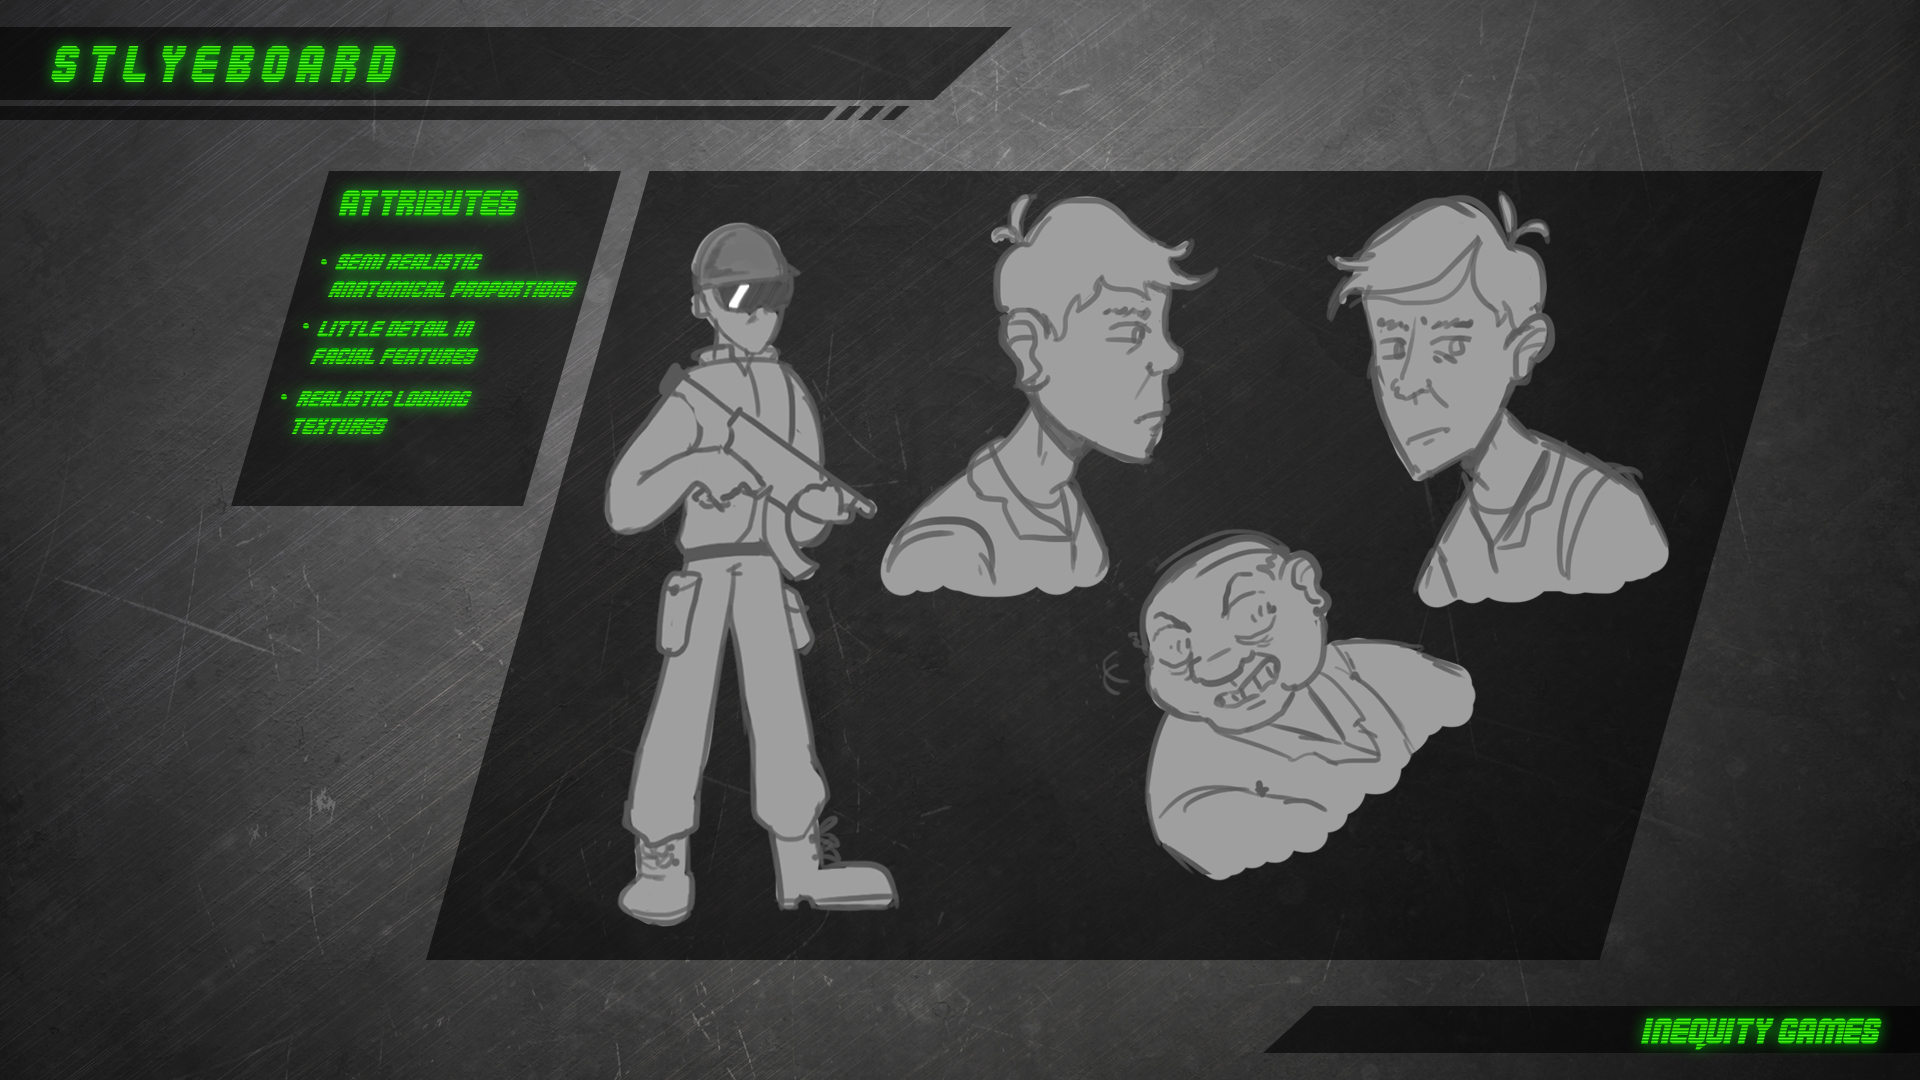 STLYEBOARD
ATTRIBUTES
• SEMI REALISTIC
ANATOMICAL PROPORTIONS
• LITTLE DETAIL IN
FACIAL FEATURES
• REALISTIC LOOKING
TEXTURES
INEQUITY GAMES